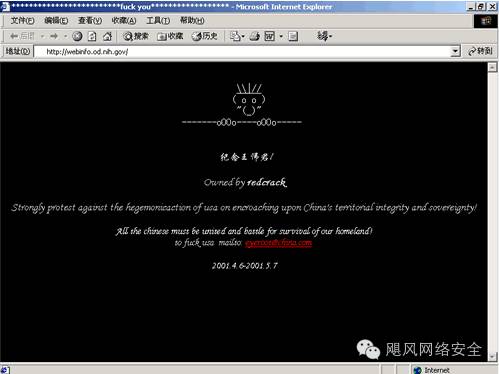 **************************fuck you******************** - Microsoft Internet Explorer
文件(F) 编辑(E) 查看(V) 收藏(A) 工具(T) 帮助(H)
后退 搜索 收藏 历史
地址(D) http://webinfo.od.nih.gov/ 转到
\\|//
( o o )
"(_)"
-------oOOo----oOOo-----
纪念王伟君!
Owned by redcrack
Strongly protest against the hegemonicaction of usa on encroaching upon China's territorial integrity and sovereignty!
All the chinese must be united and battle for survival of our homeland!
to fuck usa mailto: eyeroot@china.com
2001.4.6-2001.5.7
飓风网络安全
Internet